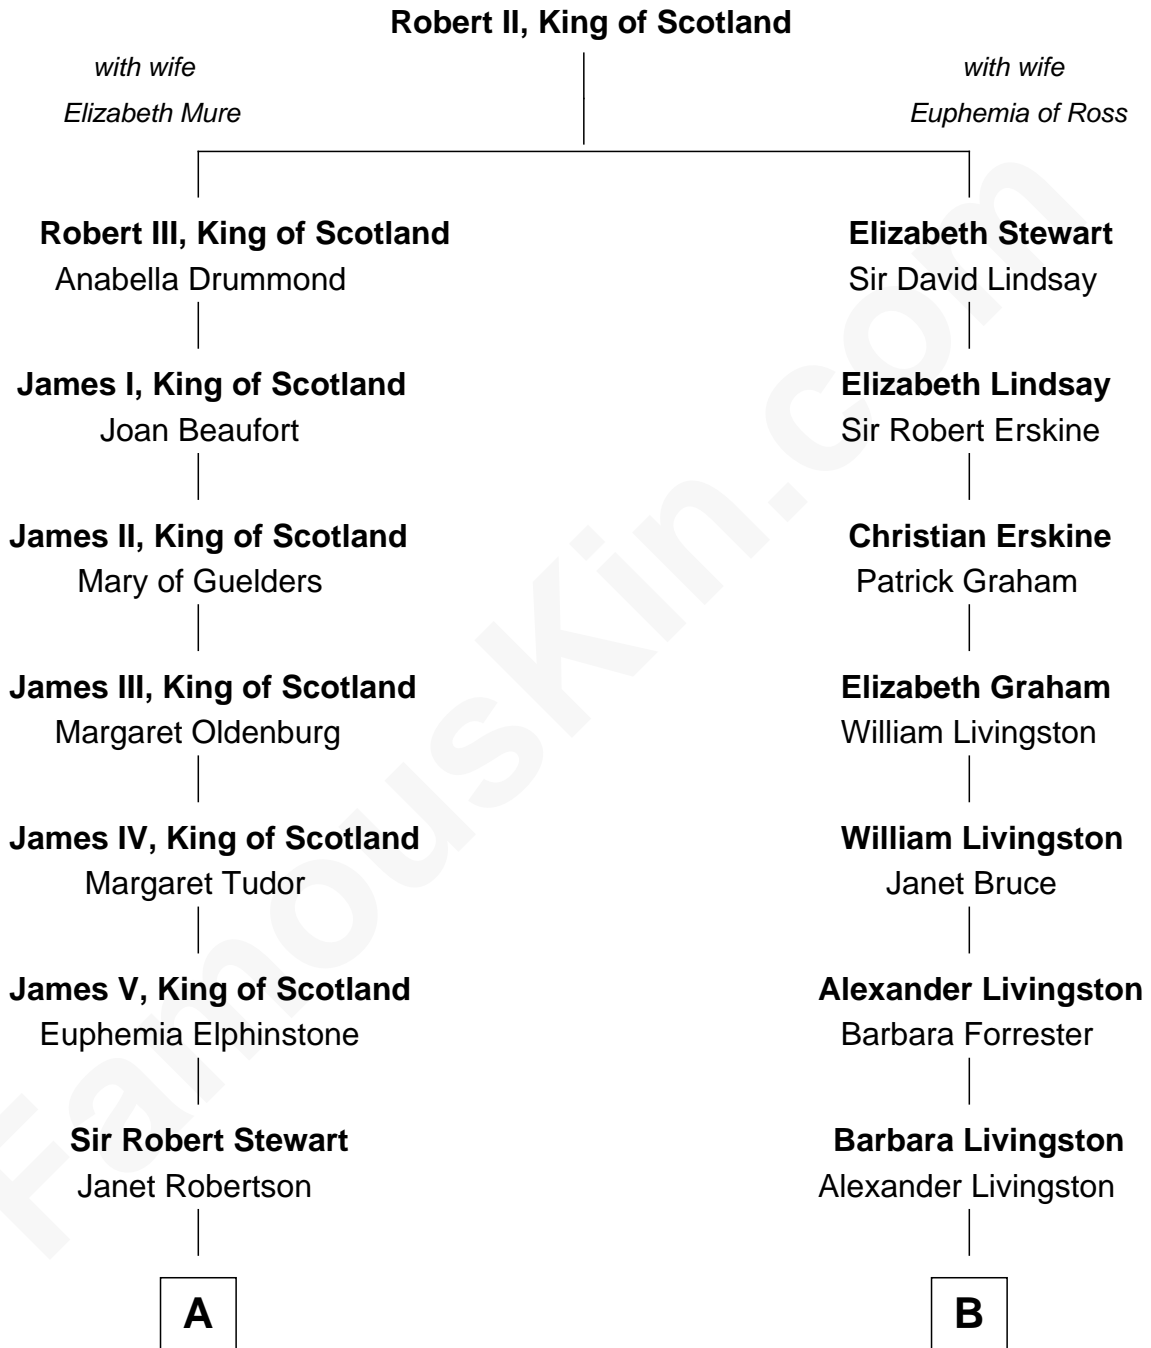 Robert II, King of Scotland
with wife
Elizabeth Mure
with wife
Euphemia of Ross
Robert III, King of Scotland
Anabella Drummond
Elizabeth Stewart
Sir David Lindsay
James I, King of Scotland
Joan Beaufort
Elizabeth Lindsay
Sir Robert Erskine
James II, King of Scotland
Mary of Guelders
Christian Erskine
Patrick Graham
James III, King of Scotland
Margaret Oldenburg
Elizabeth Graham
William Livingston
James IV, King of Scotland
Margaret Tudor
William Livingston
Janet Bruce
James V, King of Scotland
Euphemia Elphinstone
Alexander Livingston
Barbara Forrester
Sir Robert Stewart
Janet Robertson
Barbara Livingston
Alexander Livingston
A
B
FamousKin.com